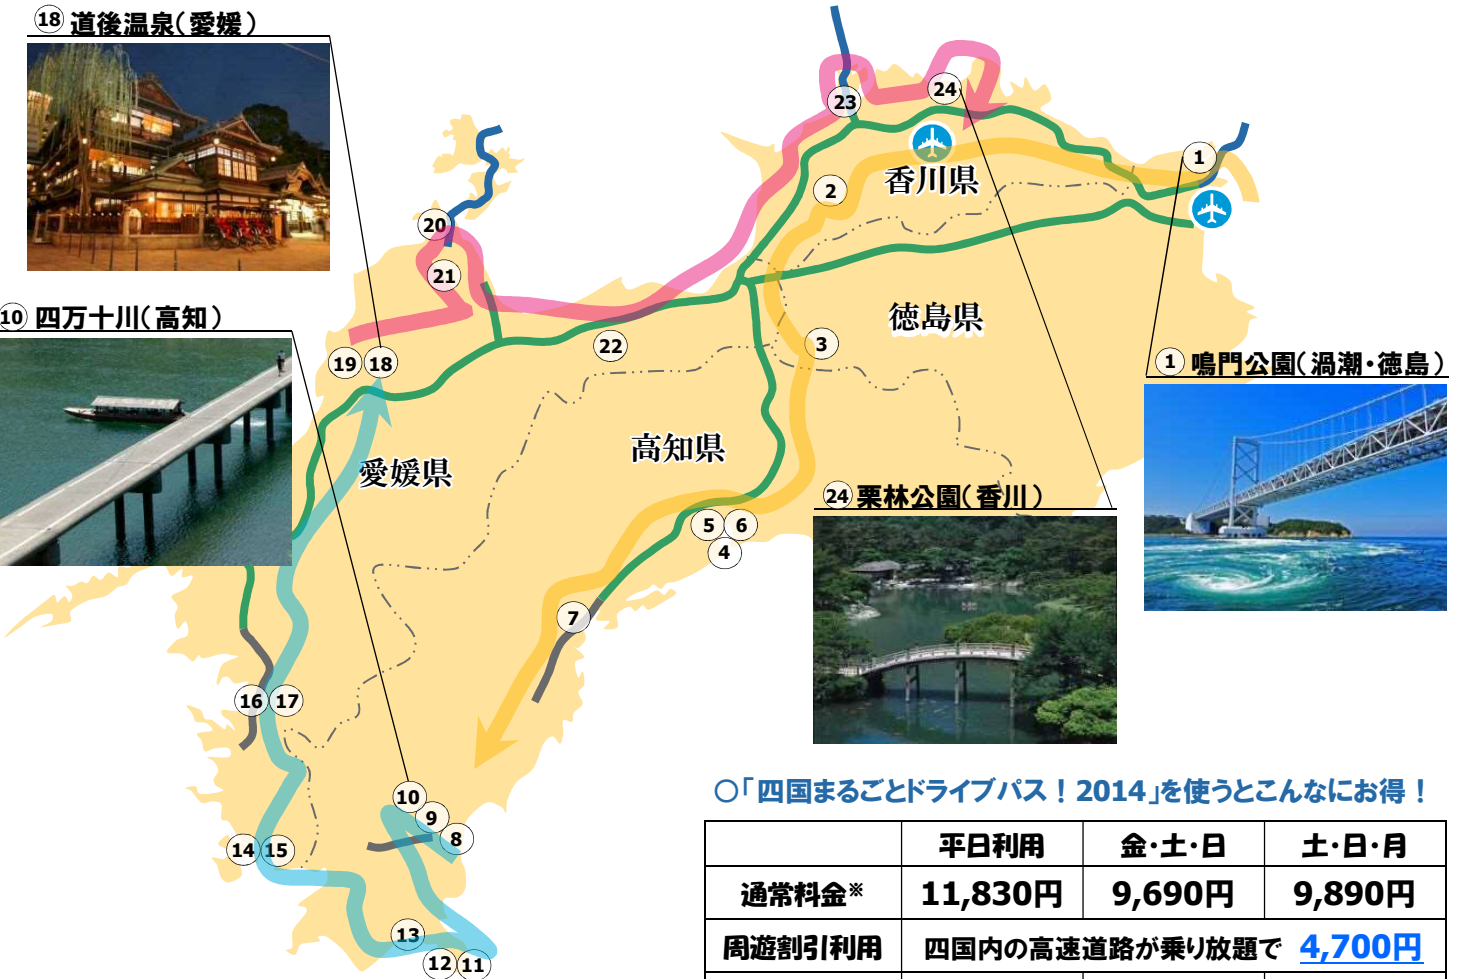 18 道後温泉(愛媛)
10 四万十川(高知)
23
24
1
香川県
2
20
21
徳島県
22
3
19 18
1 鳴門公園(渦潮・徳島)
高知県
愛媛県
24 栗林公園(香川)
5 6
4
7
16 17
10
9
8
14 15
13
12 11
○「四国まるごとドライブパス!2014」を使うとこんなにお得!
平日利用 金・土・日 土・日・月
通常料金※ 11,830円 9,690円 9,890円
周遊割引利用 四国内の高速道路が乗り放題で 4,700円